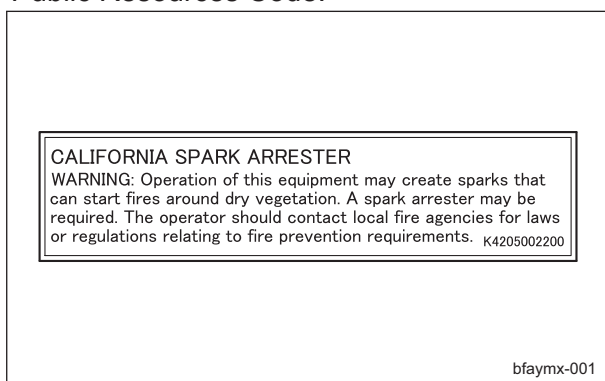 Public Resources Code.
CALIFORNIA SPARK ARRESTER
WARNING: Operation of this equipment may create sparks that
can start fires around dry vegetation. A spark arrester may be
required. The operator should contact local fire agencies for laws
or regulations relating to fire prevention requirements. K4205002200
bfaymx-001